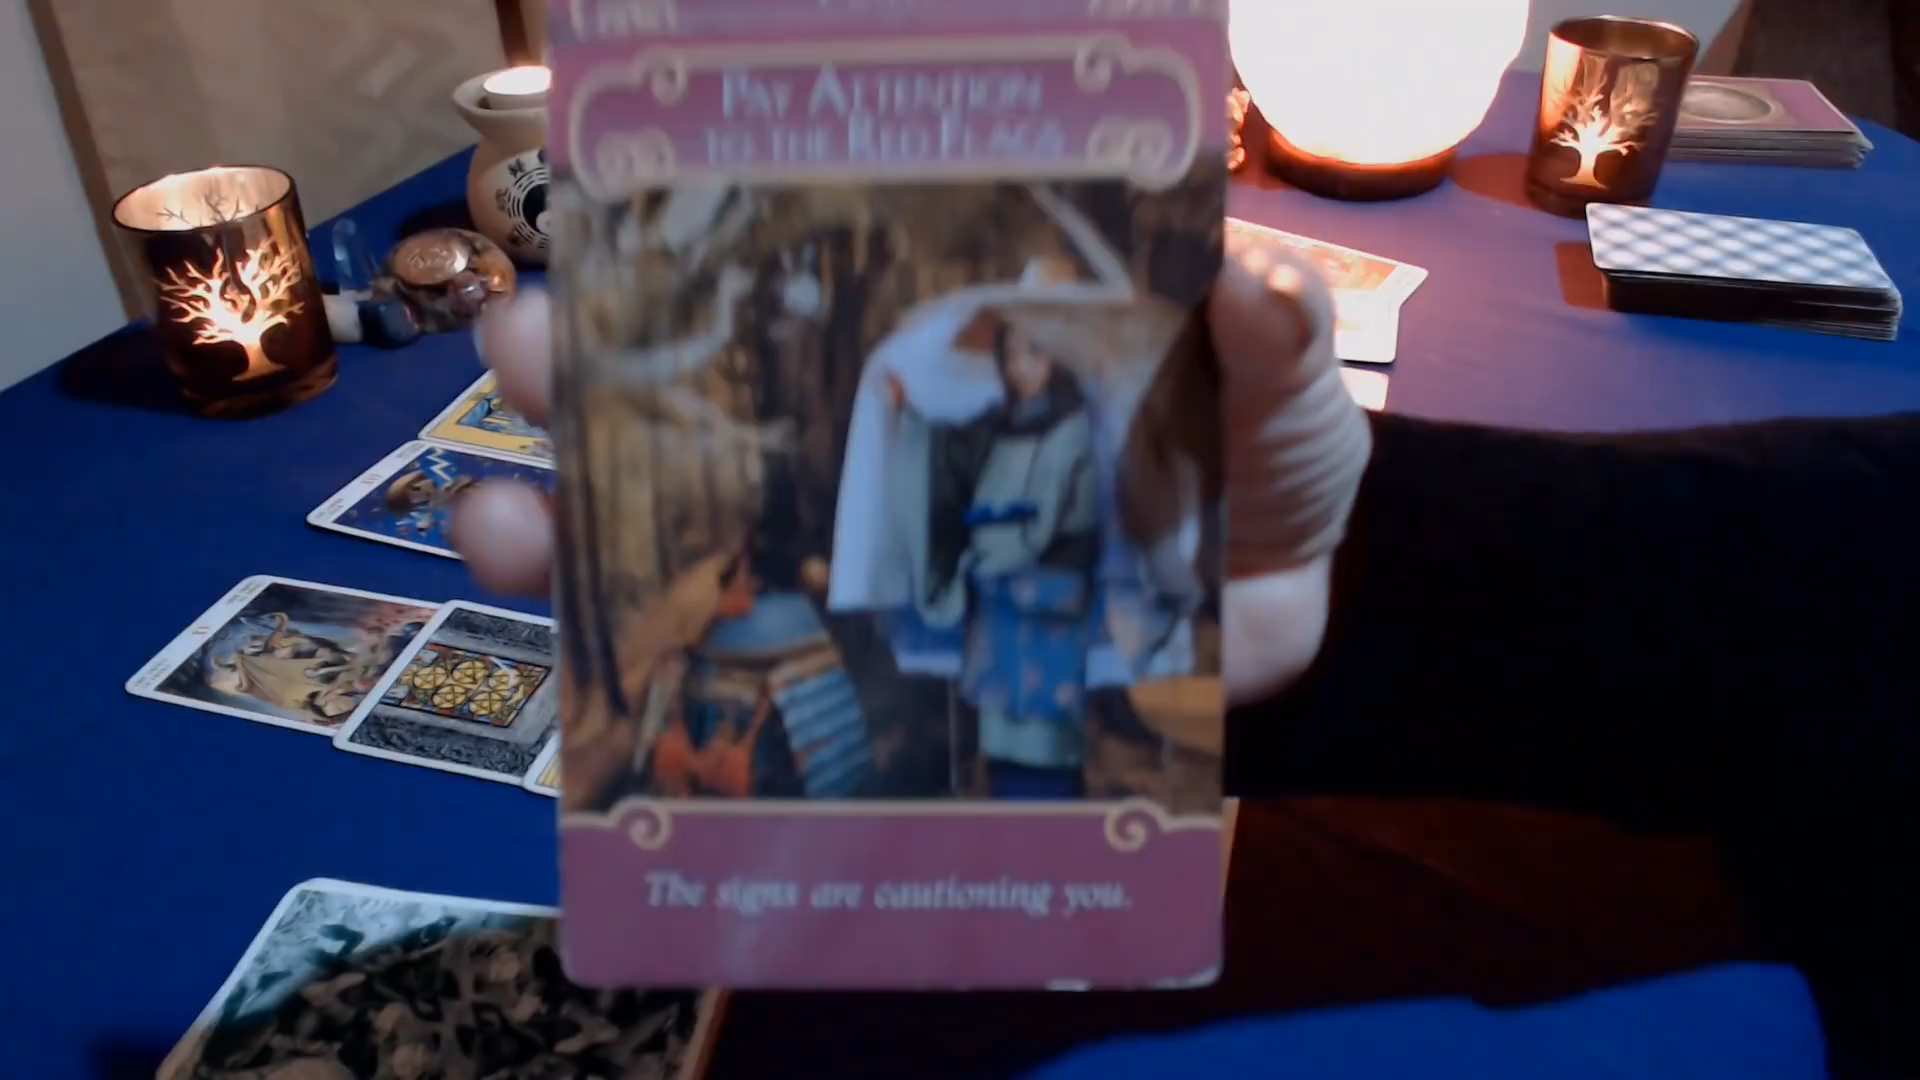 PAY ATTENTION
TO THE RED FLAGS
The signs are cautioning you.